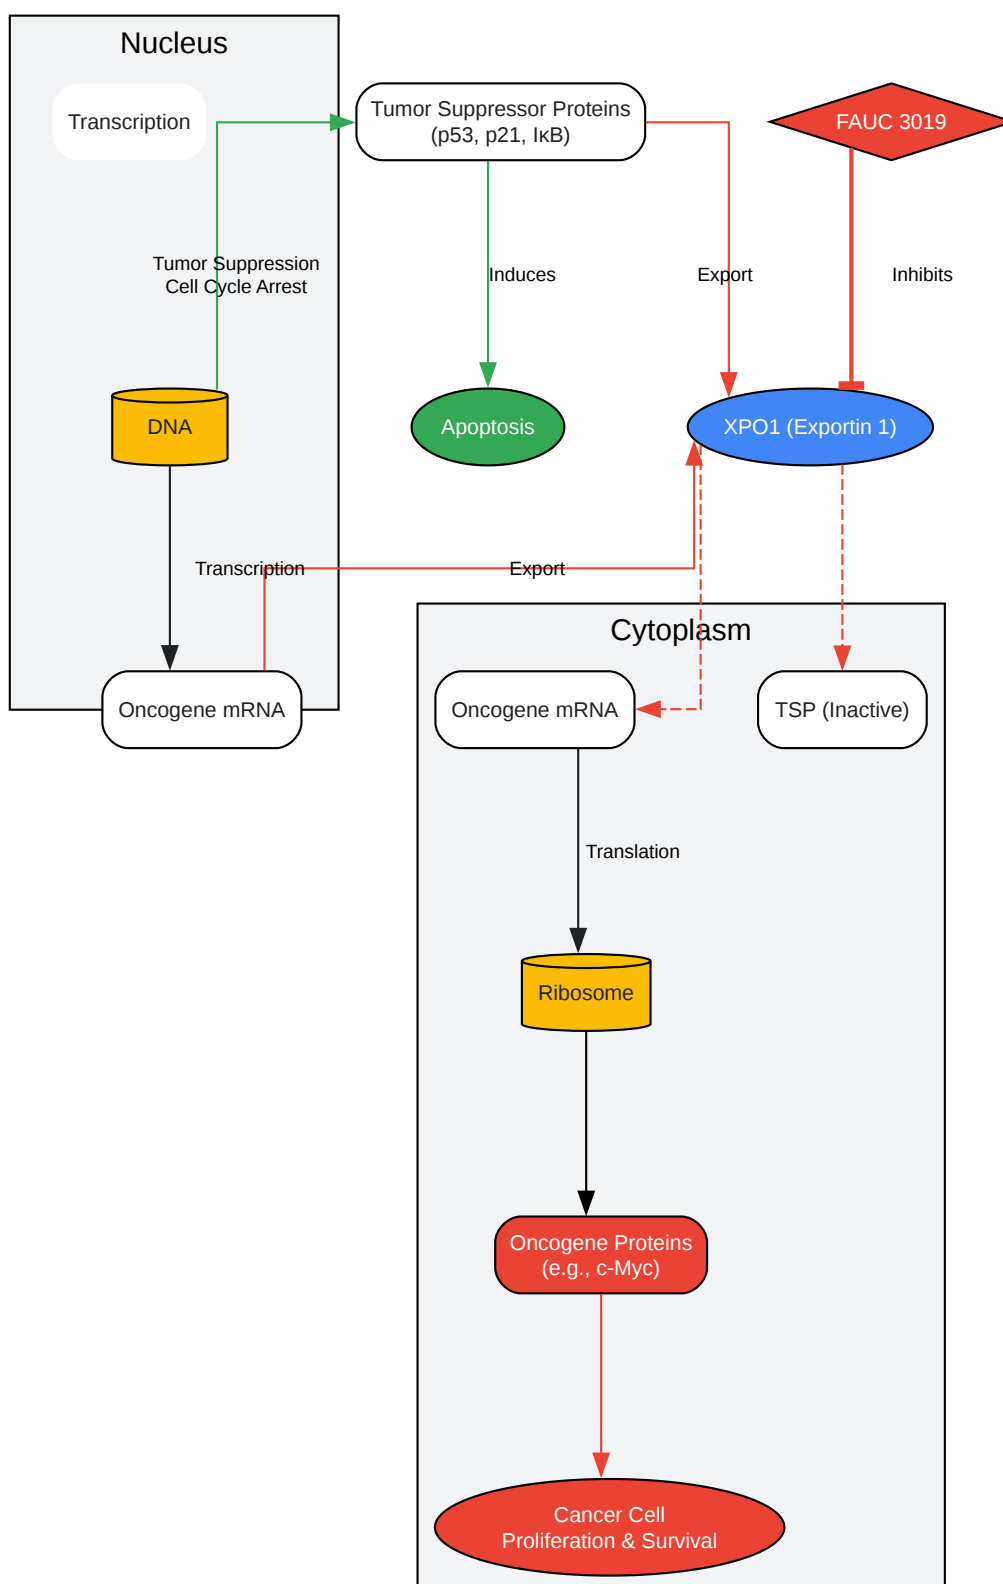 Nucleus
Transcription
Tumor Suppressor Proteins
(p53, p21, IκB)
FAUC 3019
Tumor Suppression
Cell Cycle Arrest
Induces
Export
Inhibits
DNA
Apoptosis
XPO1 (Exportin 1)
Transcription
Export
Cytoplasm
Oncogene mRNA
Oncogene mRNA
TSP (Inactive)
Translation
Ribosome
Oncogene Proteins
(e.g., c-Myc)
Cancer Cell
Proliferation & Survival